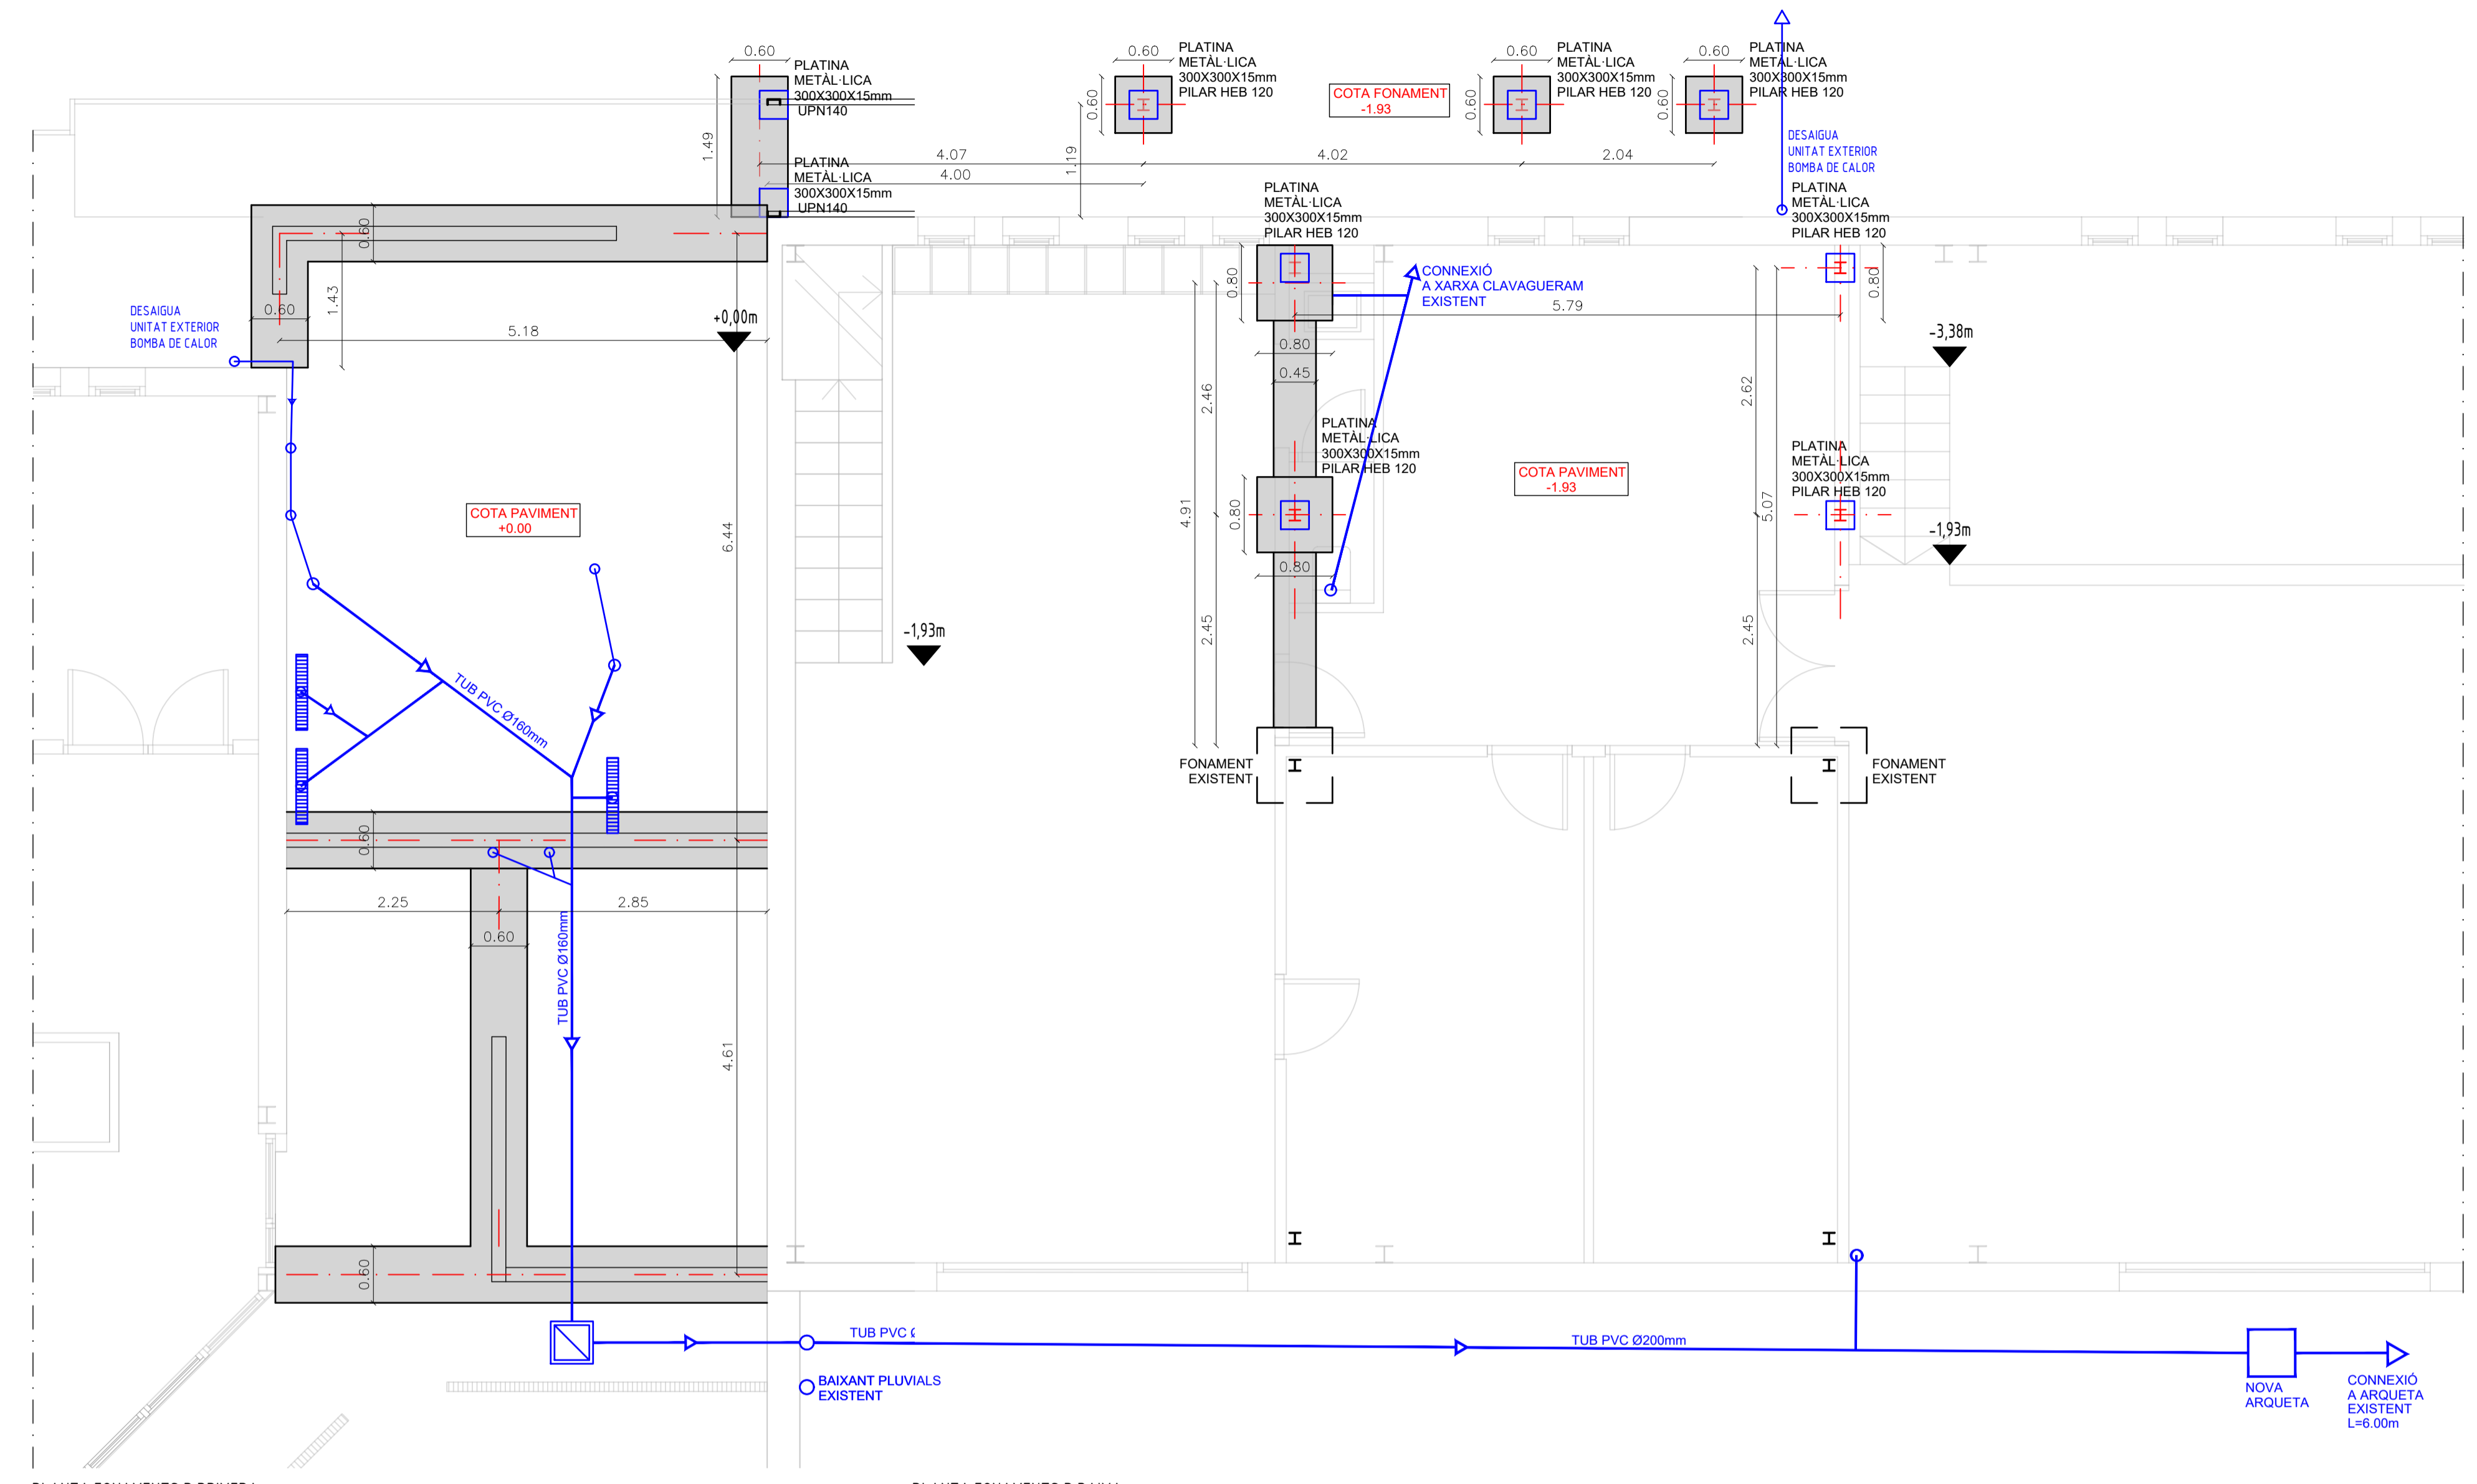 0.60
PLATINA
METÀL·LICA
300X300X15mm
UPN140
0.60
PLATINA
METÀL·LICA
300X300X15mm
PILAR HEB 120
0.60
PLATINA
METÀL·LICA
300X300X15mm
PILAR HEB 120
0.60
PLATINA
METÀL·LICA
300X300X15mm
PILAR HEB 120
0.60
0.60
0.60
COTA FONAMENT
-1.93
1.49
1.19
4.07
4.02
2.04
4.00
PLATINA
METÀL·LICA
300X300X15mm
UPN140
DESAIGUA
UNITAT EXTERIOR
BOMBA DE CALOR
PLATINA
METÀL·LICA
300X300X15mm
PILAR HEB 120
PLATINA
METÀL·LICA
300X300X15mm
PILAR HEB 120
0.60
0.60
1.43
5.18
+0,00m
DESAIGUA
UNITAT EXTERIOR
BOMBA DE CALOR
0.80
CONNEXIÓ
A XARXA CLAVAGUERAM
EXISTENT
5.79
0.80
0.80
0.45
-3,38m
2.46
2.62
PLATINA
METÀL·LICA
300X300X15mm
PILAR HEB 120
PLATINA
METÀL·LICA
300X300X15mm
PILAR HEB 120
COTA PAVIMENT
+0.00
COTA PAVIMENT
-1.93
6.44
4.91
0.80
5.07
-1,93m
0.80
2.45
2.45
-1,93m
TUB PVC Ø160mm
FONAMENT
EXISTENT
FONAMENT
EXISTENT
0.60
2.25
2.85
0.60
TUB PVC Ø160mm
4.61
0.60
TUB PVC
TUB PVC Ø200mm
BAIXANT PLUVIALS
EXISTENT
NOVA
ARQUETA
CONNEXIÓ
A ARQUETA
EXISTENT
L=6.00m